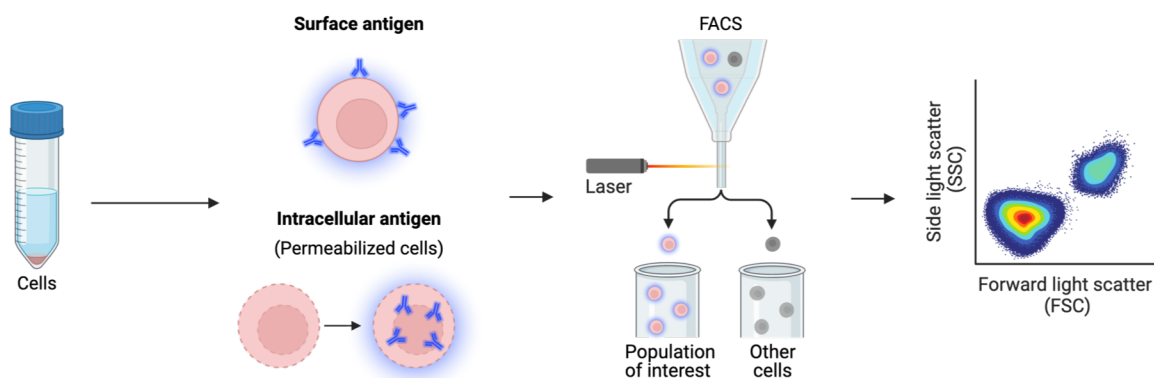 Cells
Surface antigen
Intracellular antigen
(Permeabilized cells)
FACS
Laser
Population
of interest
Other
cells
Side light scatter
(SSC)
Forward light scatter
(FSC)